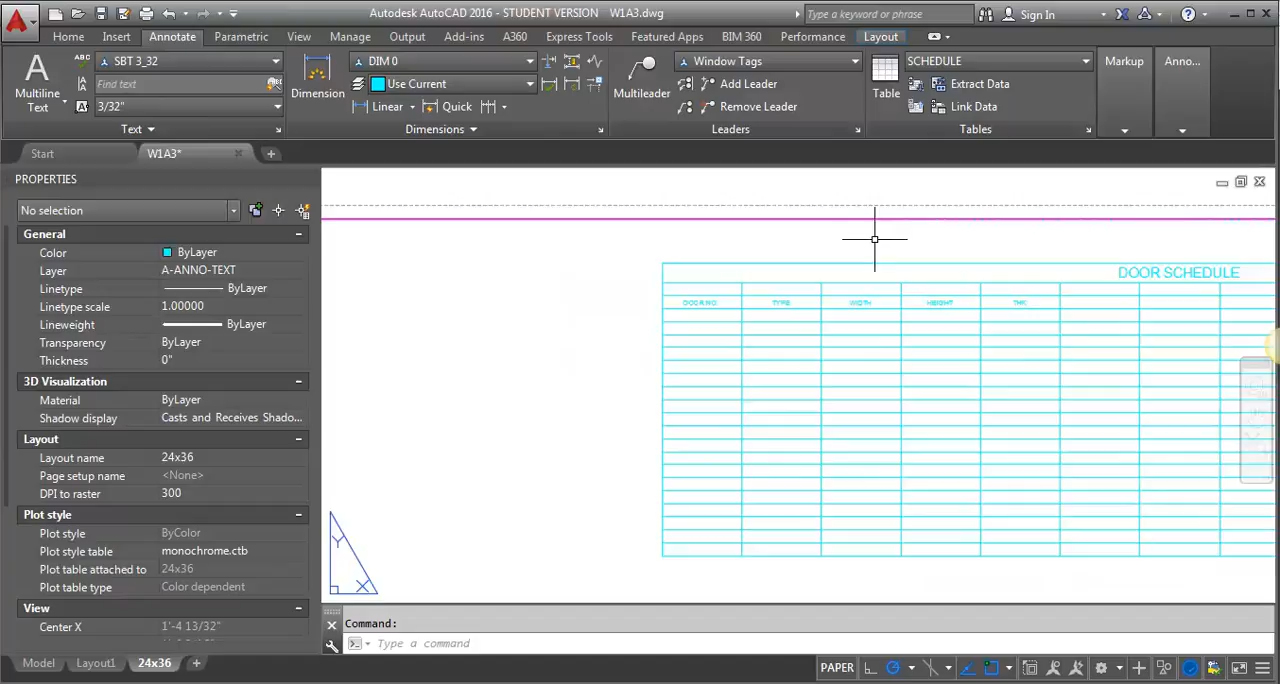 Autodesk AutoCAD 2016 - STUDENT VERSION W1A3.dwg
Type a keyword or phrase
Sign In
Home Insert Annotate Parametric View Manage Output Add-ins A360 Express Tools Featured Apps BIM 360 Performance Layout
A
Multiline
Text
ABC
SBT 3_32
Find text
3/32"
Text
Dimension
DIM 0
Use Current
Linear
Quick
Dimensions
Multileader
Window Tags
Add Leader
Remove Leader
Leaders
Table
SCHEDULE
Extract Data
Link Data
Tables
Markup
Anno...
Start
W1A3*
PROPERTIES
No selection
General
Color ByLayer
Layer A-ANNO-TEXT
Linetype ByLayer
Linetype scale 1.00000
Lineweight ByLayer
Transparency ByLayer
Thickness 0"
3D Visualization
Material ByLayer
Shadow display Casts and Receives Shado...
Layout
Layout name 24x36
Page setup name <None>
DPI to raster 300
Plot style
Plot style ByColor
Plot style table monochrome.ctb
Plot table attached to 24x36
Plot table type Color dependent
View
Center X 1'-4 13/32"
DOOR SCHEDULE
DOOR NO. TYPE WIDTH HEIGHT THK
Y
X
Command:
Type a command
Model Layout1 24x36 +
PAPER